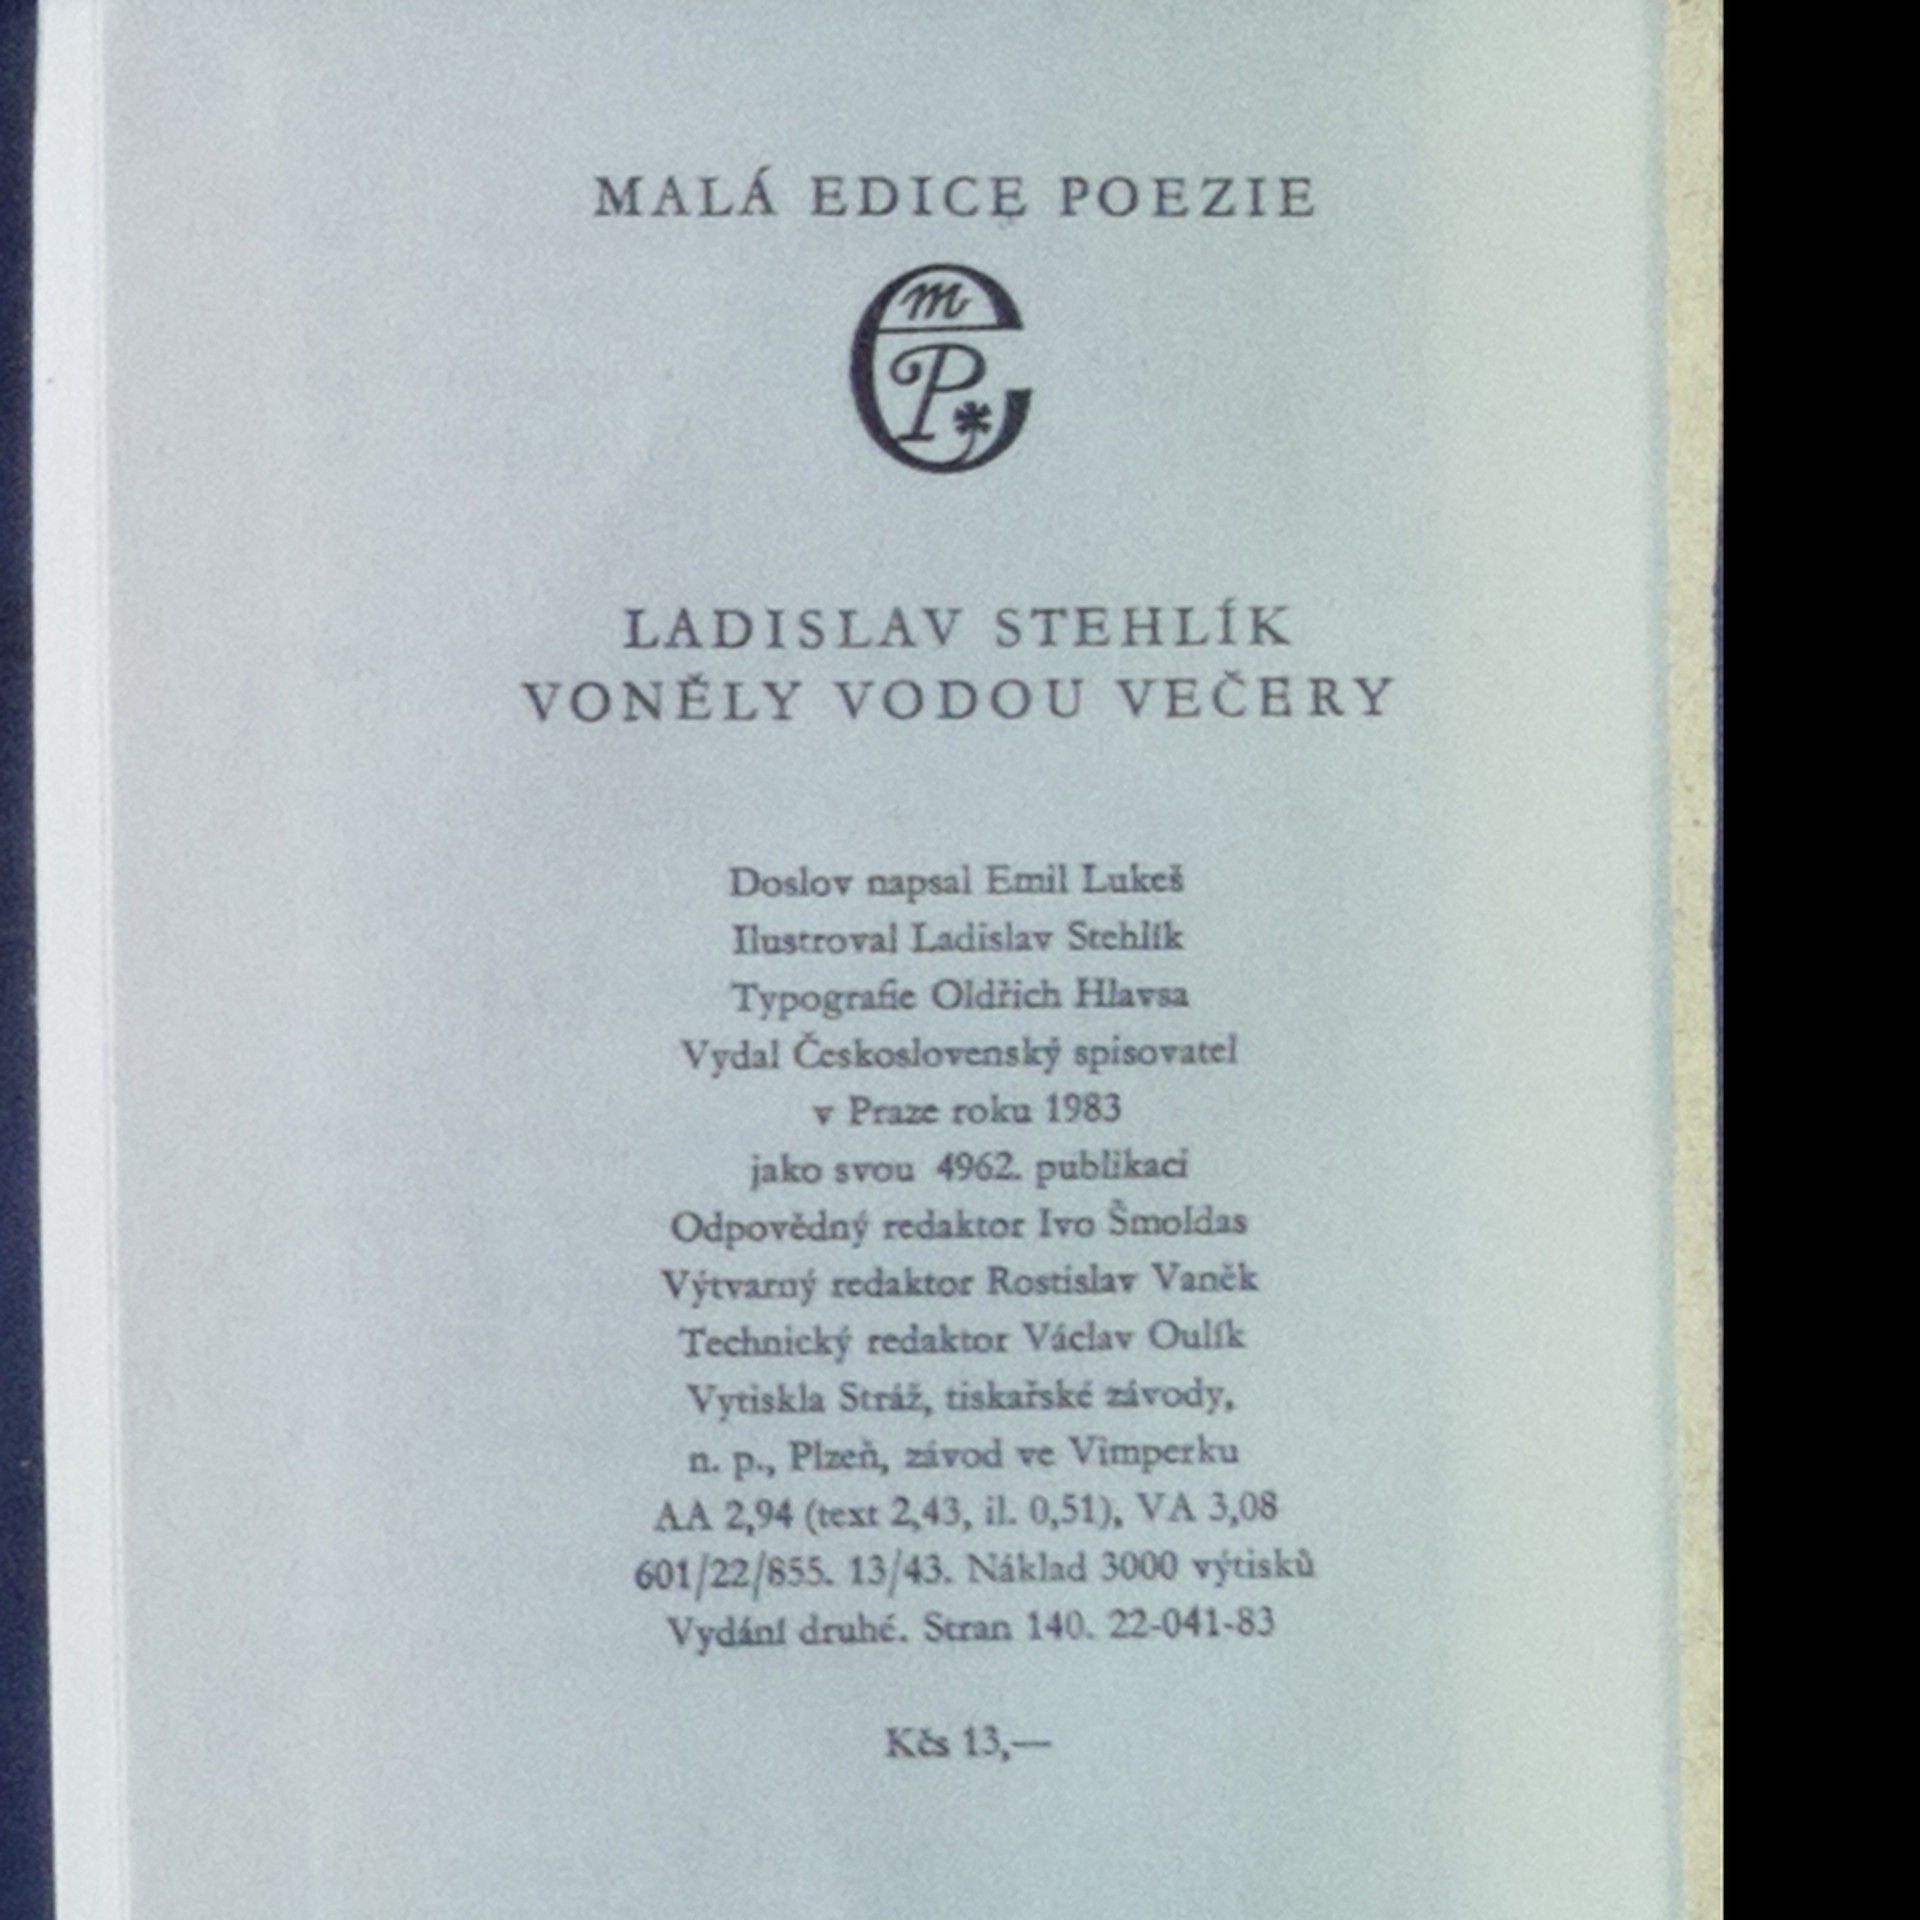 MALÁ EDICE POEZIE
m
P
LADISLAV STEHLÍK
VONĚLY VODOU VEČERY
Doslov napsal Emil Lukeš
Ilustroval Ladislav Stehlík
Typografie Oldřich Hlavsa
Vydal Československý spisovatel
v Praze roku 1983
jako svou 4962. publikaci
Odpovědný redaktor Ivo Šmoldas
Výtvarný redaktor Rostislav Vaněk
Technický redaktor Václav Oulík
Vytiskla Stráž, tiskařské závody,
n. p., Plzeň, závod ve Vimperku
AA 2,94 (text 2,43, il. 0,51), VA 3,08
601/22/855. 13/43. Náklad 3000 výtisků
Vydání druhé. Stran 140. 22-041-83
Kčs 13,—